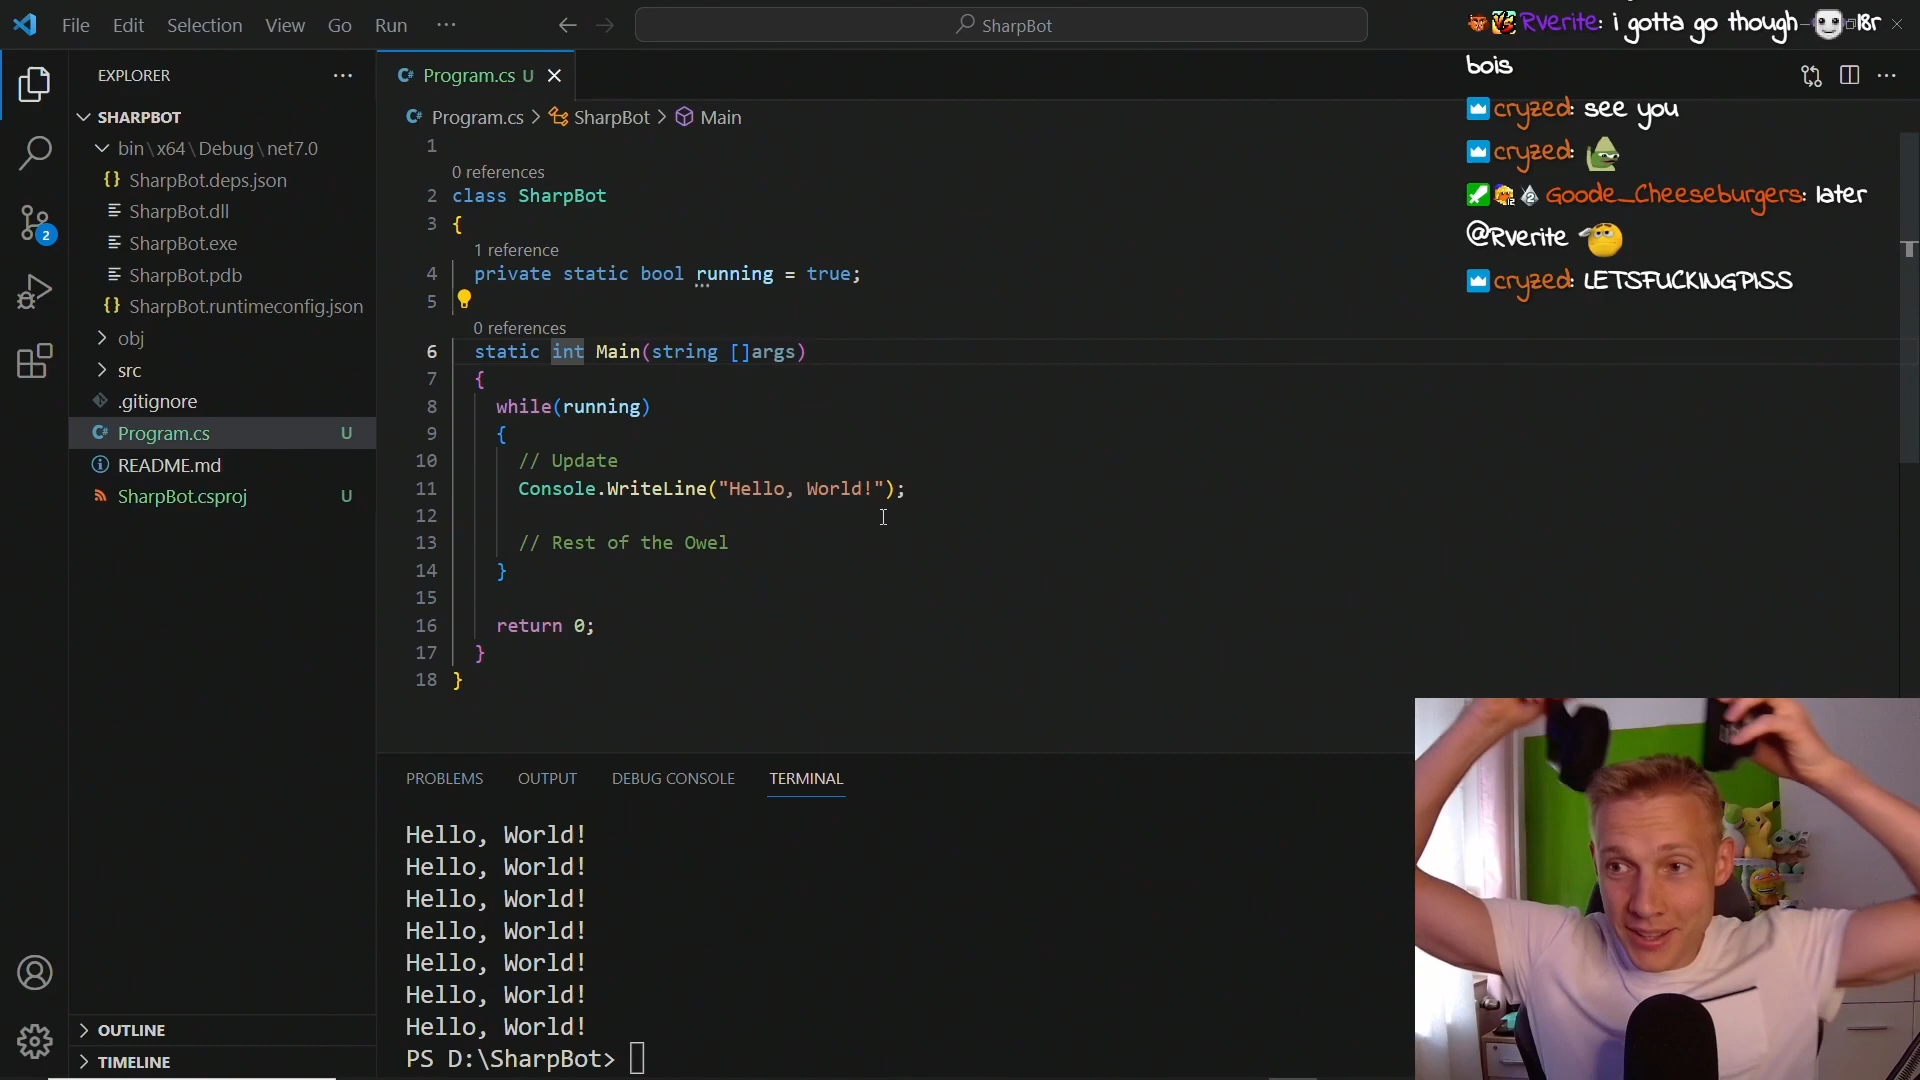 File Edit Selection View Go Run ··· SharpBot
EXPLORER ···
SHARPBOT
bin\x64\Debug\net7.0
{} SharpBot.deps.json
SharpBot.dll
SharpBot.exe
SharpBot.pdb
{} SharpBot.runtimeconfig.json
obj
src
.gitignore
C# Program.cs U
README.md
SharpBot.csproj U
2
OUTLINE
TIMELINE
C# Program.cs U
C# Program.cs > SharpBot > Main
1
0 references
2 class SharpBot
3 {
1 reference
4 private static bool running = true;
5
0 references
6 static int Main(string []args)
7 {
8 while(running)
9 {
10 // Update
11 Console.WriteLine("Hello, World!");
12
13 // Rest of the Owel
14 }
15
16 return 0;
17 }
18 }
PROBLEMS OUTPUT DEBUG CONSOLE TERMINAL
Hello, World!
Hello, World!
Hello, World!
Hello, World!
Hello, World!
Hello, World!
Hello, World!
PS D:\SharpBot>
Rverite: i gotta go though l8r
bois
cryzed: see you
cryzed:
Goode_Cheeseburgers: later
@Rverite
cryzed: LETSFUCKINGPISS